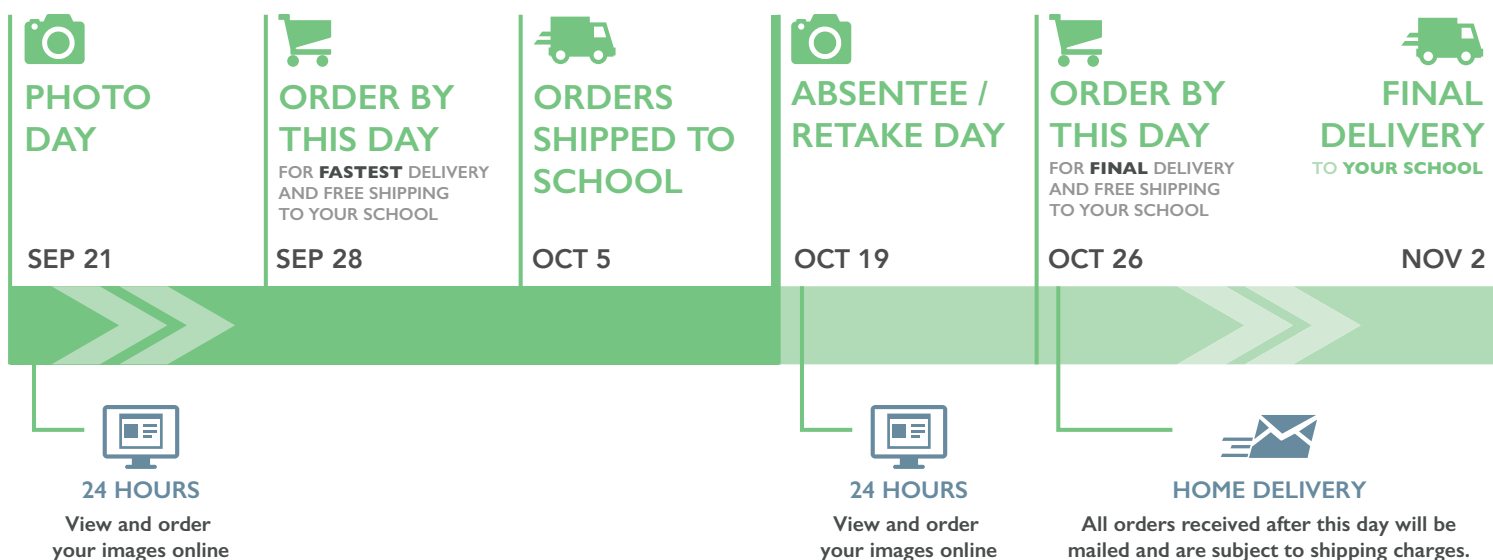 PHOTO
DAY
SEP 21
ORDER BY
THIS DAY
FOR FASTEST DELIVERY
AND FREE SHIPPING
TO YOUR SCHOOL
SEP 28
ORDERS
SHIPPED TO
SCHOOL
OCT 5
ABSENTEE /
RETAKE DAY
OCT 19
ORDER BY
THIS DAY
FOR FINAL DELIVERY
AND FREE SHIPPING
TO YOUR SCHOOL
OCT 26
FINAL
DELIVERY
TO YOUR SCHOOL
NOV 2
24 HOURS
View and order
your images online
24 HOURS
View and order
your images online
HOME DELIVERY
All orders received after this day will be
mailed and are subject to shipping charges.